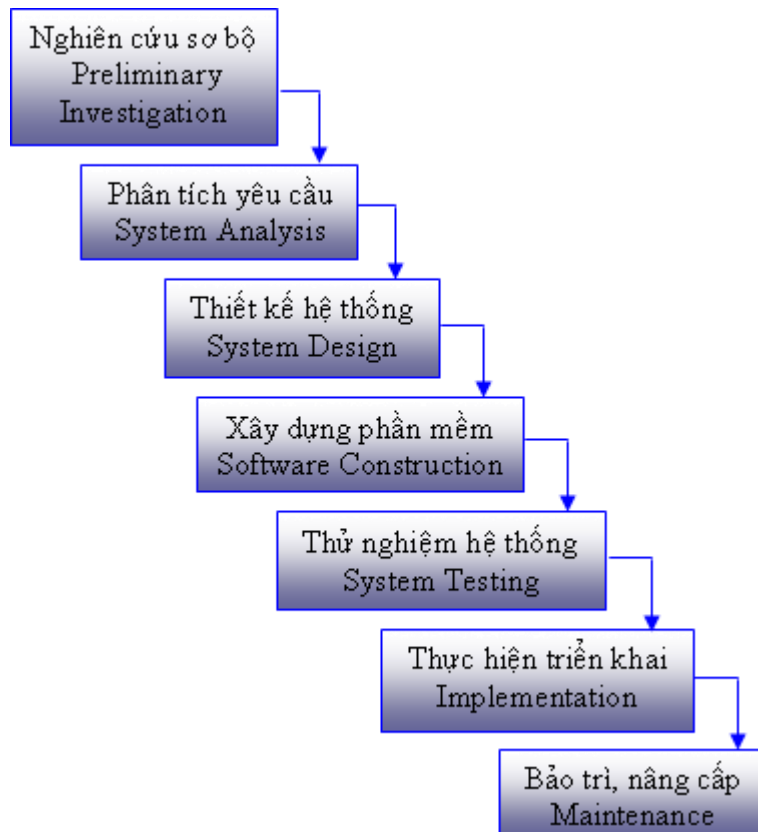 Nghiên cứu sơ bộ
Preliminary
Investigation
Phân tích yêu cầu
System Analysis
Thiết kế hệ thống
System Design
Xây dựng phần mềm
Software Construction
Thử nghiệm hệ thống
System Testing
Thực hiện triển khai
Implementation
Bảo trì, nâng cấp
Maintenance